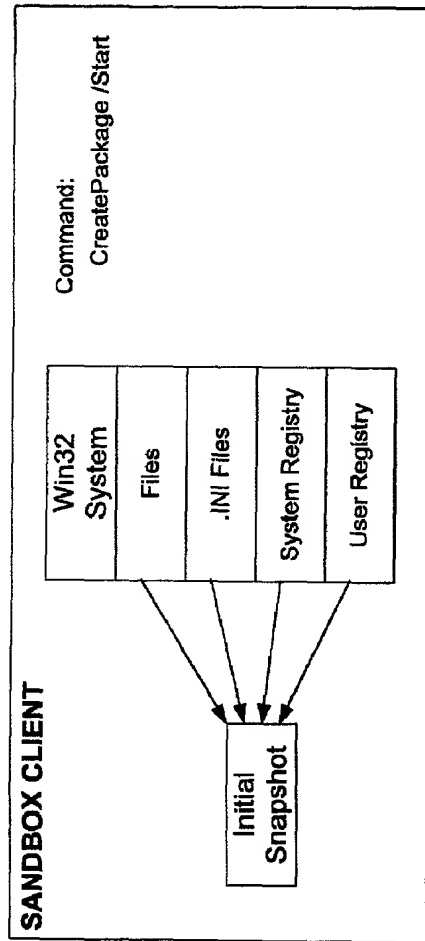 SANDBOX CLIENT
Initial
Snapshot
Win32
System
Files
.INI Files
System Registry
User Registry
Command:
CreatePackage /Start